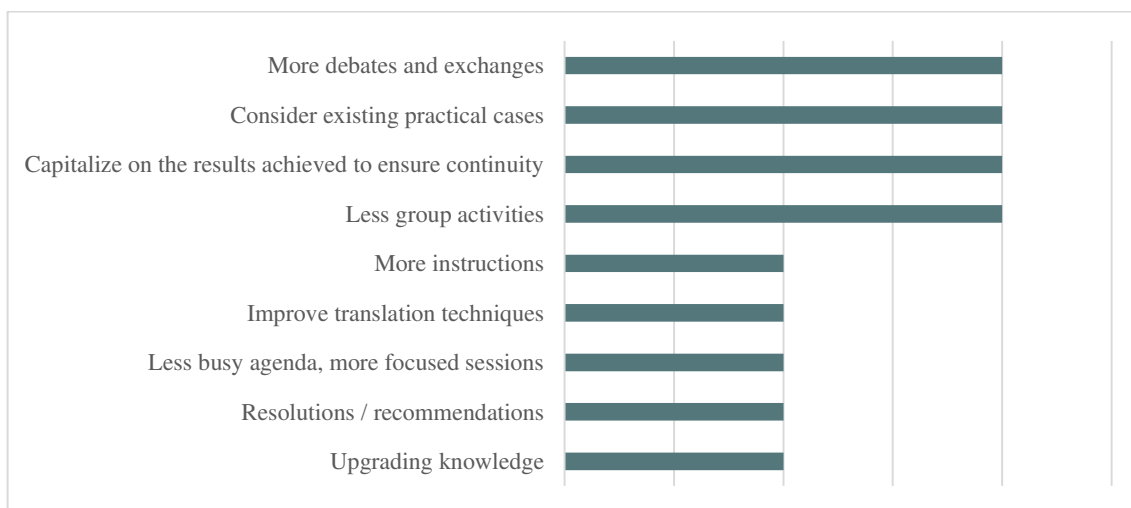 More debates and exchanges
Consider existing practical cases
Capitalize on the results achieved to ensure continuity
Less group activities
More instructions
Improve translation techniques
Less busy agenda, more focused sessions
Resolutions / recommendations
Upgrading knowledge